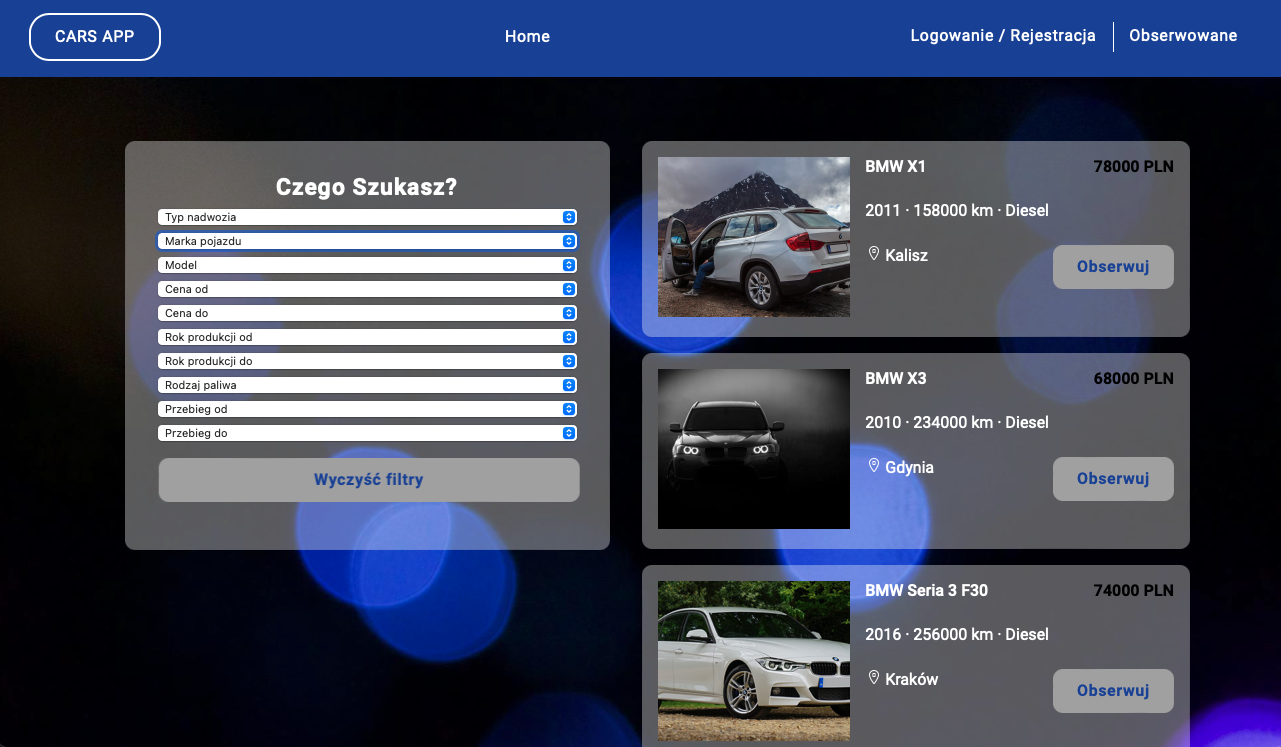 CARS APP
Home
Logowanie / Rejestracja
Obserwowane
Czego Szukasz?
Typ nadwozia
Marka pojazdu
Model
Cena od
Cena do
Rok produkcji od
Rok produkcji do
Rodzaj paliwa
Przebieg od
Przebieg do
Wyczyść filtry
BMW X1
78000 PLN
2011 · 158000 km · Diesel
Kalisz
Obserwuj
BMW X3
68000 PLN
2010 · 234000 km · Diesel
Gdynia
Obserwuj
BMW Seria 3 F30
74000 PLN
2016 · 256000 km · Diesel
Kraków
Obserwuj